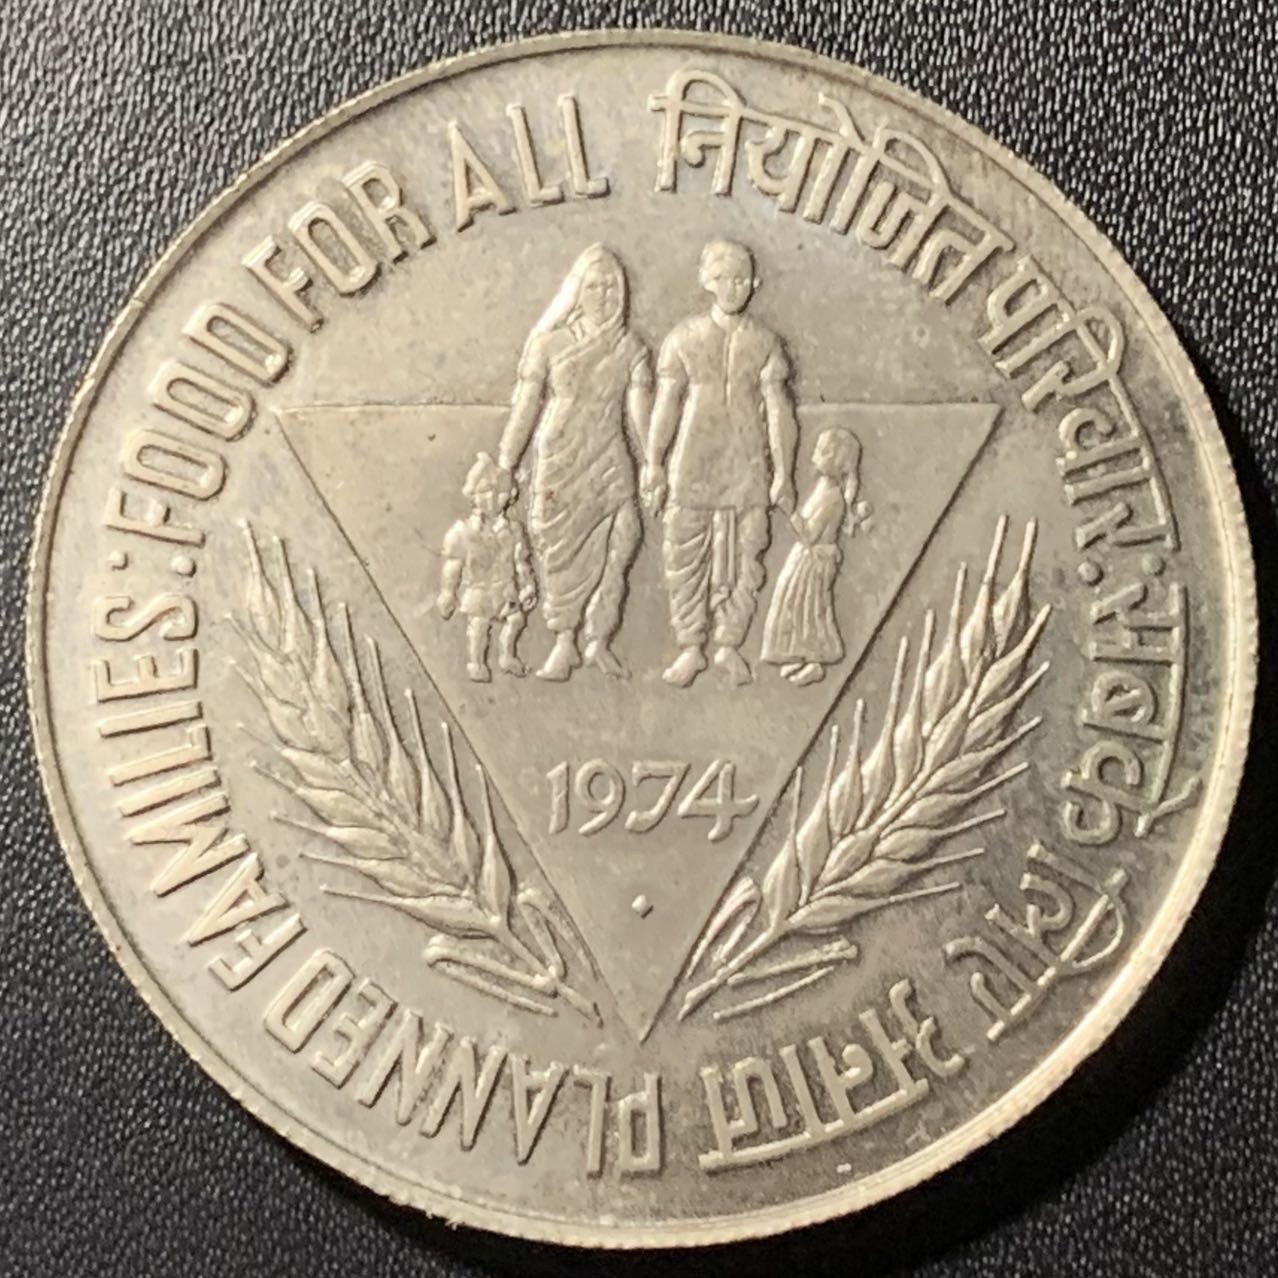 PLANNED FAMILIES: FOOD FOR ALL
नियोजित परिवार: सबके लिए अनाज
1974